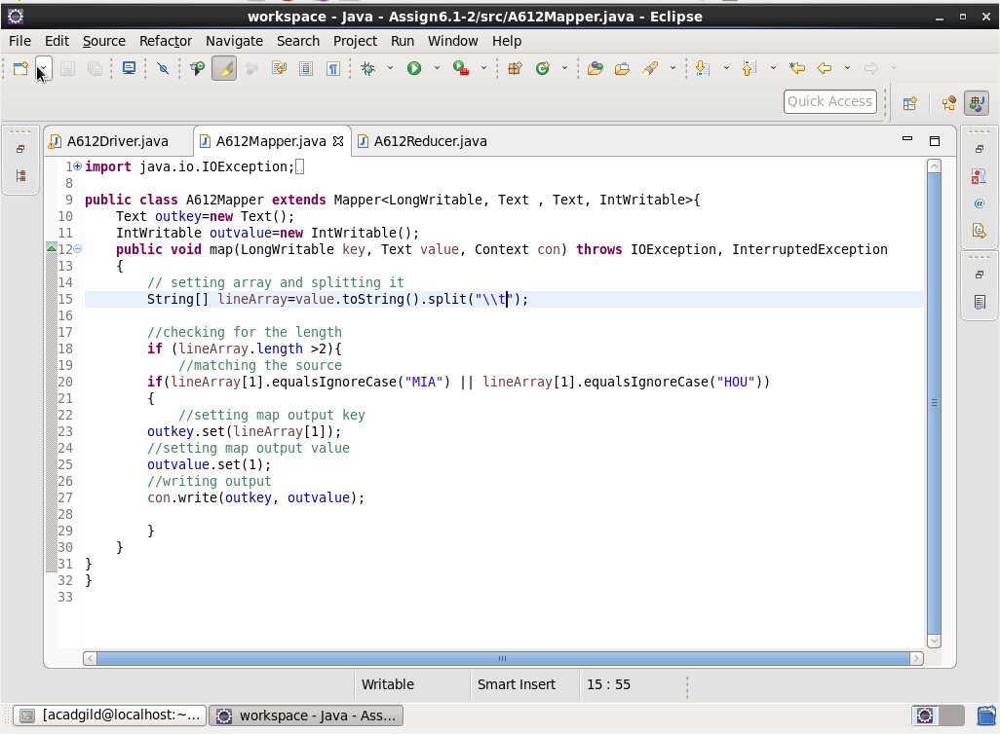 workspace - Java - Assign6.1-2/src/A612Mapper.java - Eclipse
File Edit Source Refactor Navigate Search Project Run Window Help
Quick Access
A612Driver.java A612Mapper.java A612Reducer.java
1 import java.io.IOException;
8
9 public class A612Mapper extends Mapper<LongWritable, Text , Text, IntWritable>{
10 Text outkey=new Text();
11 IntWritable outvalue=new IntWritable();
12 public void map(LongWritable key, Text value, Context con) throws IOException, InterruptedException
13 {
14 // setting array and splitting it
15 String[] lineArray=value.toString().split("\\t");
16
17 //checking for the length
18 if (lineArray.length >2){
19 //matching the source
20 if(lineArray[1].equalsIgnoreCase("MIA") || lineArray[1].equalsIgnoreCase("HOU"))
21 {
22 //setting map output key
23 outkey.set(lineArray[1]);
24 //setting map output value
25 outvalue.set(1);
26 //writing output
27 con.write(outkey, outvalue);
28
29 }
30 }
31 }
32 }
33
Writable Smart Insert 15 : 55
[acadgild@localhost:~... workspace - Java - Ass...